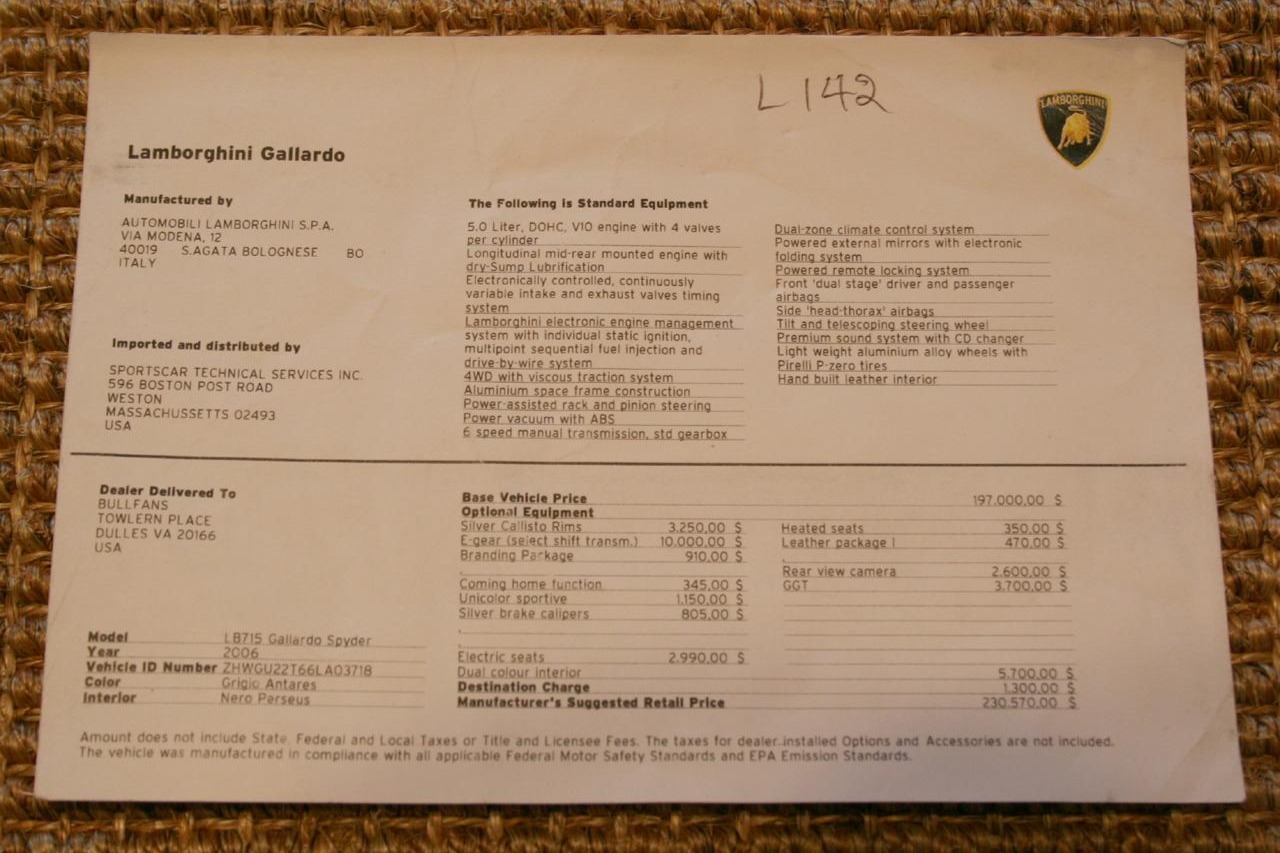 L142
LAMBORGHINI
Lamborghini Gallardo
Manufactured by
AUTOMOBILI LAMBORGHINI S.P.A.
VIA MODENA, 12
40019 S.AGATA BOLOGNESE BO
ITALY
Imported and distributed by
SPORTSCAR TECHNICAL SERVICES INC.
596 BOSTON POST ROAD
WESTON
MASSACHUSSETTS 02493
USA
The Following is Standard Equipment
5.0 Liter, DOHC, V10 engine with 4 valves
per cylinder
Longitudinal mid-rear mounted engine with
dry-Sump Lubrification
Electronically controlled, continuously
variable intake and exhaust valves timing
system
Lamborghini electronic engine management
system with individual static ignition,
multipoint sequential fuel injection and
drive-by-wire system
4WD with viscous traction system
Aluminium space frame construction
Power-assisted rack and pinion steering
Power vacuum with ABS
6 speed manual transmission, std gearbox
Dual-zone climate control system
Powered external mirrors with electronic
folding system
Powered remote locking system
Front 'dual stage' driver and passenger
airbags
Side 'head-thorax' airbags
Tilt and telescoping steering wheel
Premium sound system with CD changer
Light weight aluminium alloy wheels with
Pirelli P-zero tires
Hand built leather interior
Dealer Delivered To
BULLFANS
TOWLERN PLACE
DULLES VA 20166
USA
Model LB715 Gallardo Spyder
Year 2006
Vehicle ID Number ZHWGU22T66LA03718
Color Grigio Antares
Interior Nero Perseus
Base Vehicle Price 197.000,00 $
Optional Equipment
Silver Callisto Rims 3.250,00 $
E-gear (select shift transm.) 10.000,00 $
Branding Package 910,00 $
Coming home function 345,00 $
Unicolor sportive 1.150,00 $
Silver brake calipers 805,00 $
Electric seats 2.990,00 $
Heated seats 350,00 $
Leather package I 470,00 $
Rear view camera 2.600,00 $
GGT 3.700,00 $
Dual colour interior 5.700,00 $
Destination Charge 1.300,00 $
Manufacturer's Suggested Retail Price 230.570,00 $
Amount does not include State, Federal and Local Taxes or Title and Licensee Fees. The taxes for dealer-installed Options and Accessories are not included.
The vehicle was manufactured in compliance with all applicable Federal Motor Safety Standards and EPA Emission Standards.